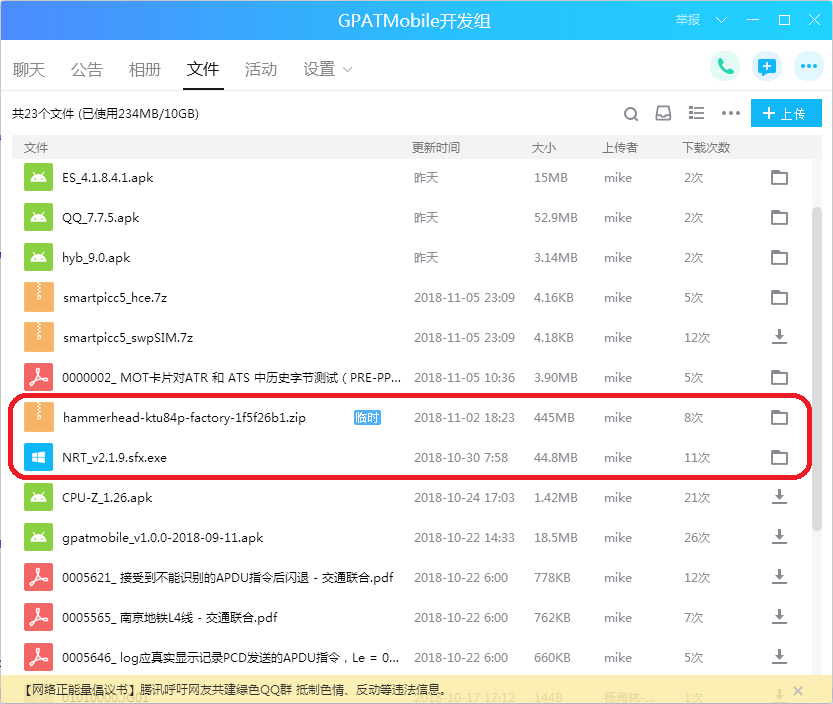 GPATMobile开发组
举报
聊天 公告 相册 文件 活动 设置
共23个文件 (已使用234MB/10GB)
上传
文件 更新时间 大小 上传者 下载次数
ES_4.1.8.4.1.apk 昨天 15MB mike 2次
QQ_7.7.5.apk 昨天 52.9MB mike 2次
hyb_9.0.apk 昨天 3.14MB mike 2次
smartpicc5_hce.7z 2018-11-05 23:09 4.16KB mike 5次
smartpicc5_swpSIM.7z 2018-11-05 23:09 4.18KB mike 12次
0000002_ MOT卡片对ATR 和 ATS 中历史字节测试 ( PRE-PP... 2018-11-05 10:36 3.90MB mike 5次
hammerhead-ktu84p-factory-1f5f26b1.zip 临时 2018-11-02 18:23 445MB mike 8次
NRT_v2.1.9.sfx.exe 2018-10-30 7:58 44.8MB mike 11次
CPU-Z_1.26.apk 2018-10-24 17:03 1.42MB mike 21次
gpatmobile_v1.0.0-2018-09-11.apk 2018-10-22 14:33 18.5MB mike 26次
0005621_ 接受到不能识别的APDU指令后闪退 - 交通联合.pdf 2018-10-22 6:00 778KB mike 12次
0005565_ 南京地铁L4线 - 交通联合.pdf 2018-10-22 6:00 762KB mike 7次
0005646_ log应真实显示记录PCD发送的APDU指令，Le = 0... 2018-10-22 6:00 660KB mike 5次
【网络正能量倡议书】腾讯呼吁网友共建绿色QQ群 抵制色情、反动等违法信息。
01010000.JG01 2018-10-17 17:12 144B 杨海林-... 1次